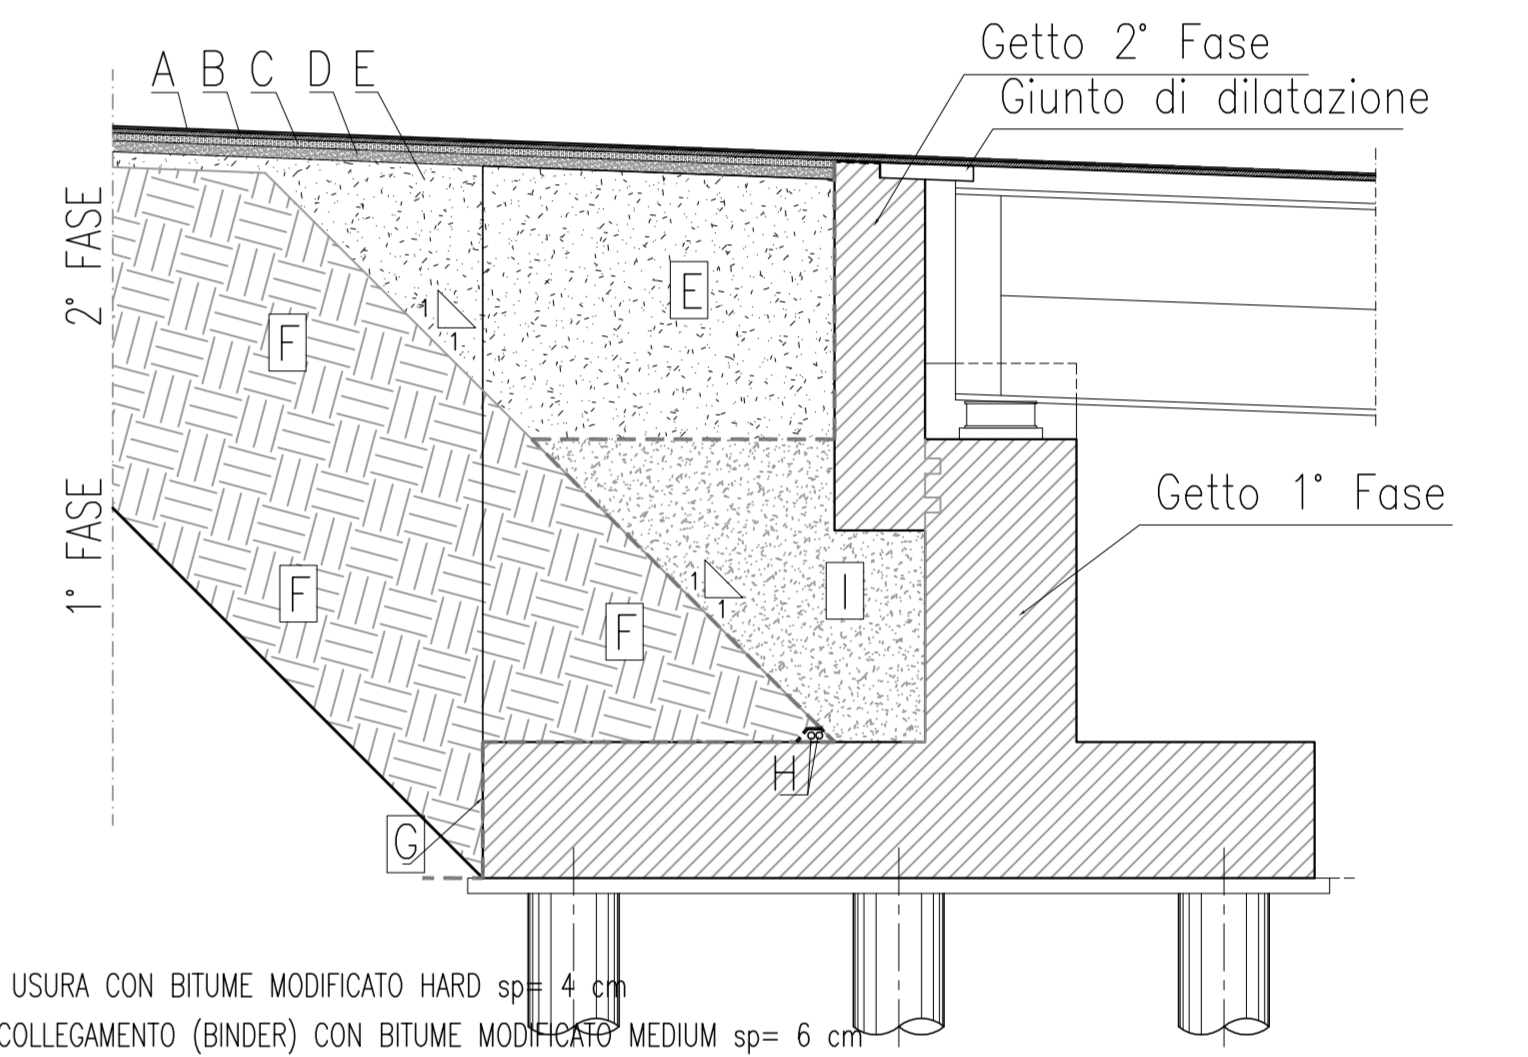 Getto 2° Fase
A B C D E
Giunto di dilatazione
2° FASE
E
1
1
F
1° FASE
Getto 1° Fase
F
1
1
I
F
H
G
USURA CON BITUME MODIFICATO HARD sp= 4 cm
COLLEGAMENTO (BINDER) CON BITUME MODIFICATO MEDIUM sp= 6 cm